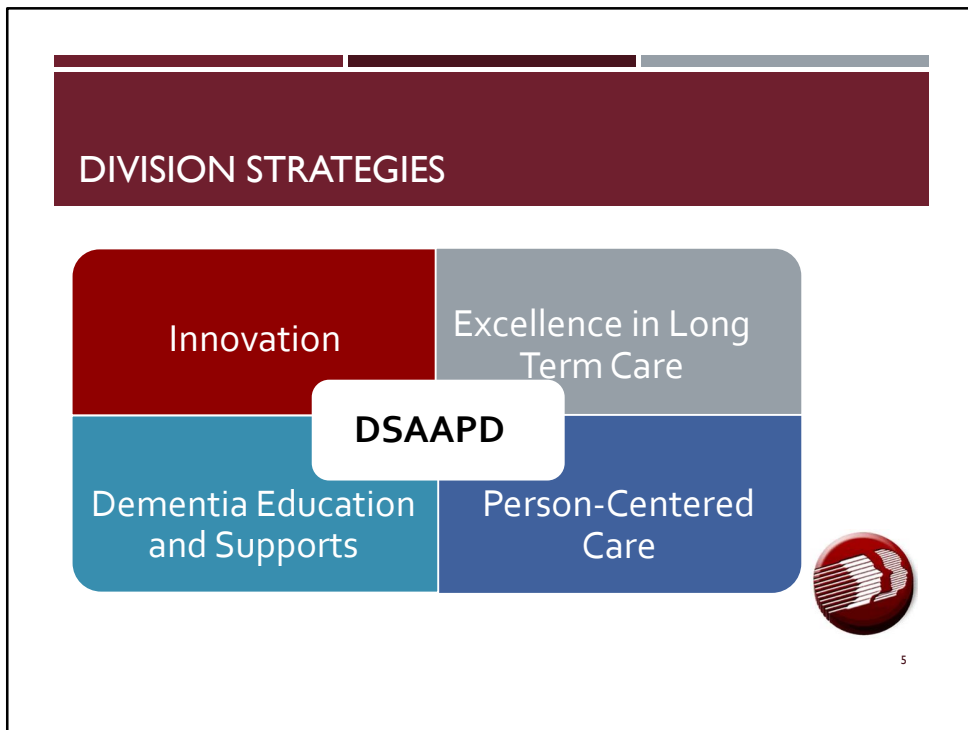 DIVISION STRATEGIES
Innovation
Excellence in Long
Term Care
DSAAPD
Dementia Education
and Supports
Person-Centered
Care
5